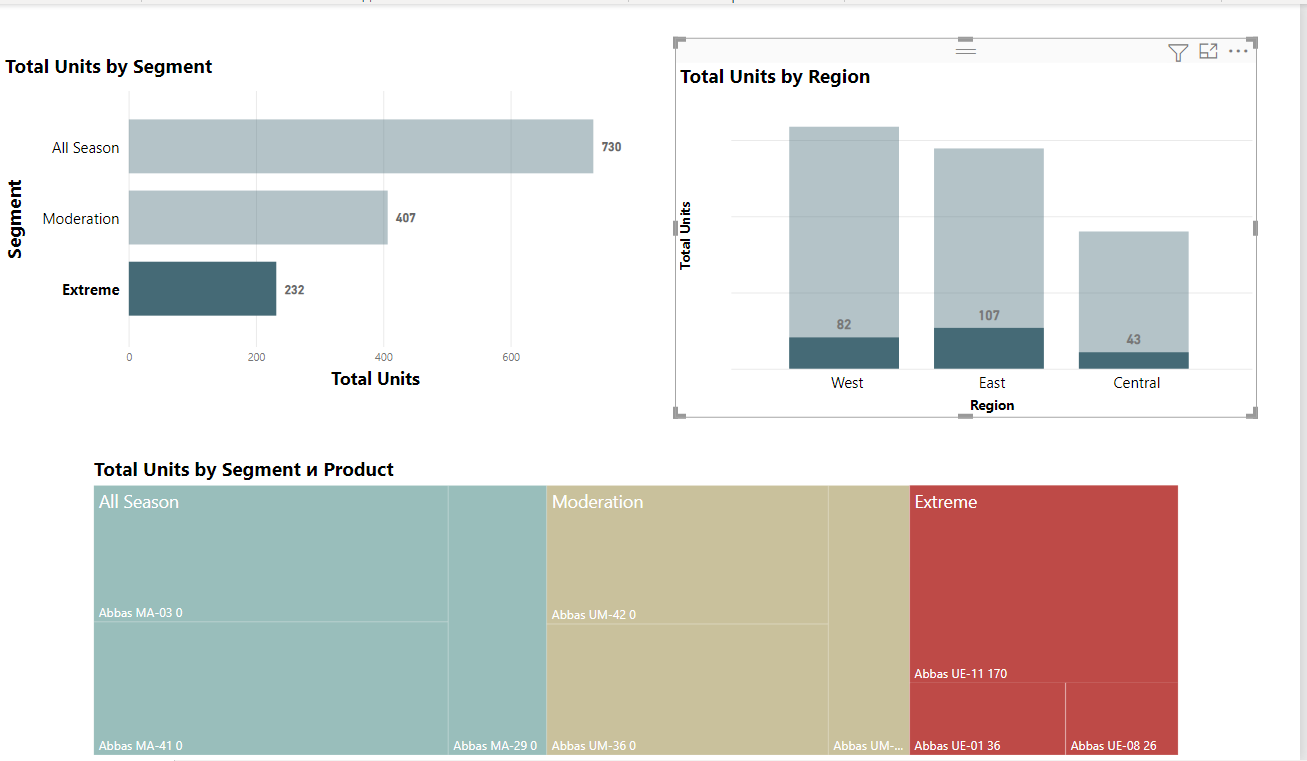 Total Units by Segment
Segment
All Season
730
Moderation
407
Extreme
232
0 200 400 600
Total Units
Total Units by Region
Total Units
82
107
43
West East Central
Region
Total Units by Segment и Product
All Season
Abbas MA-03 0
Abbas MA-41 0
Abbas MA-29 0
Moderation
Abbas UM-42 0
Abbas UM-36 0
Abbas UM-...
Extreme
Abbas UE-11 170
Abbas UE-01 36
Abbas UE-08 26